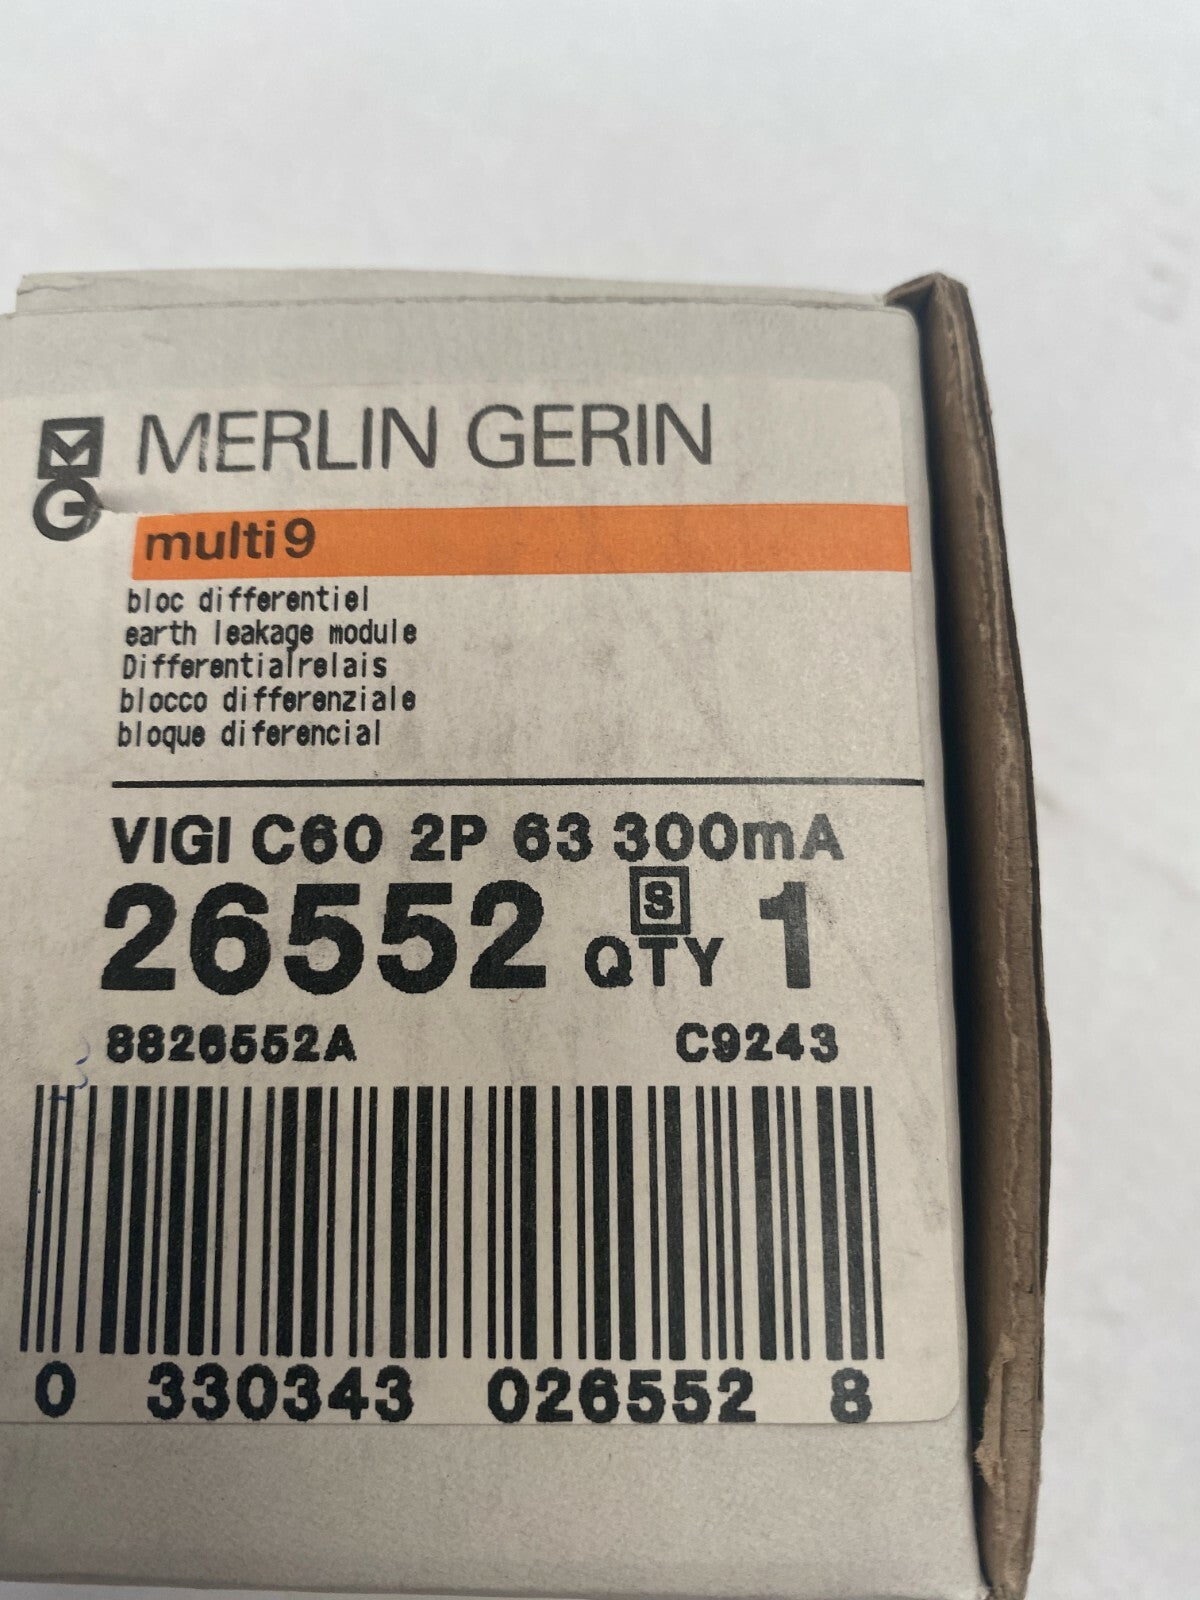 MG MERLIN GERIN
multi9
bloc differentiel
earth leakage module
Differentialrelais
blocco differenziale
bloque diferencial
VIGI C60 2P 63 300mA
S
26552 QTY 1
8826552A C9243
0 330343 026552 8